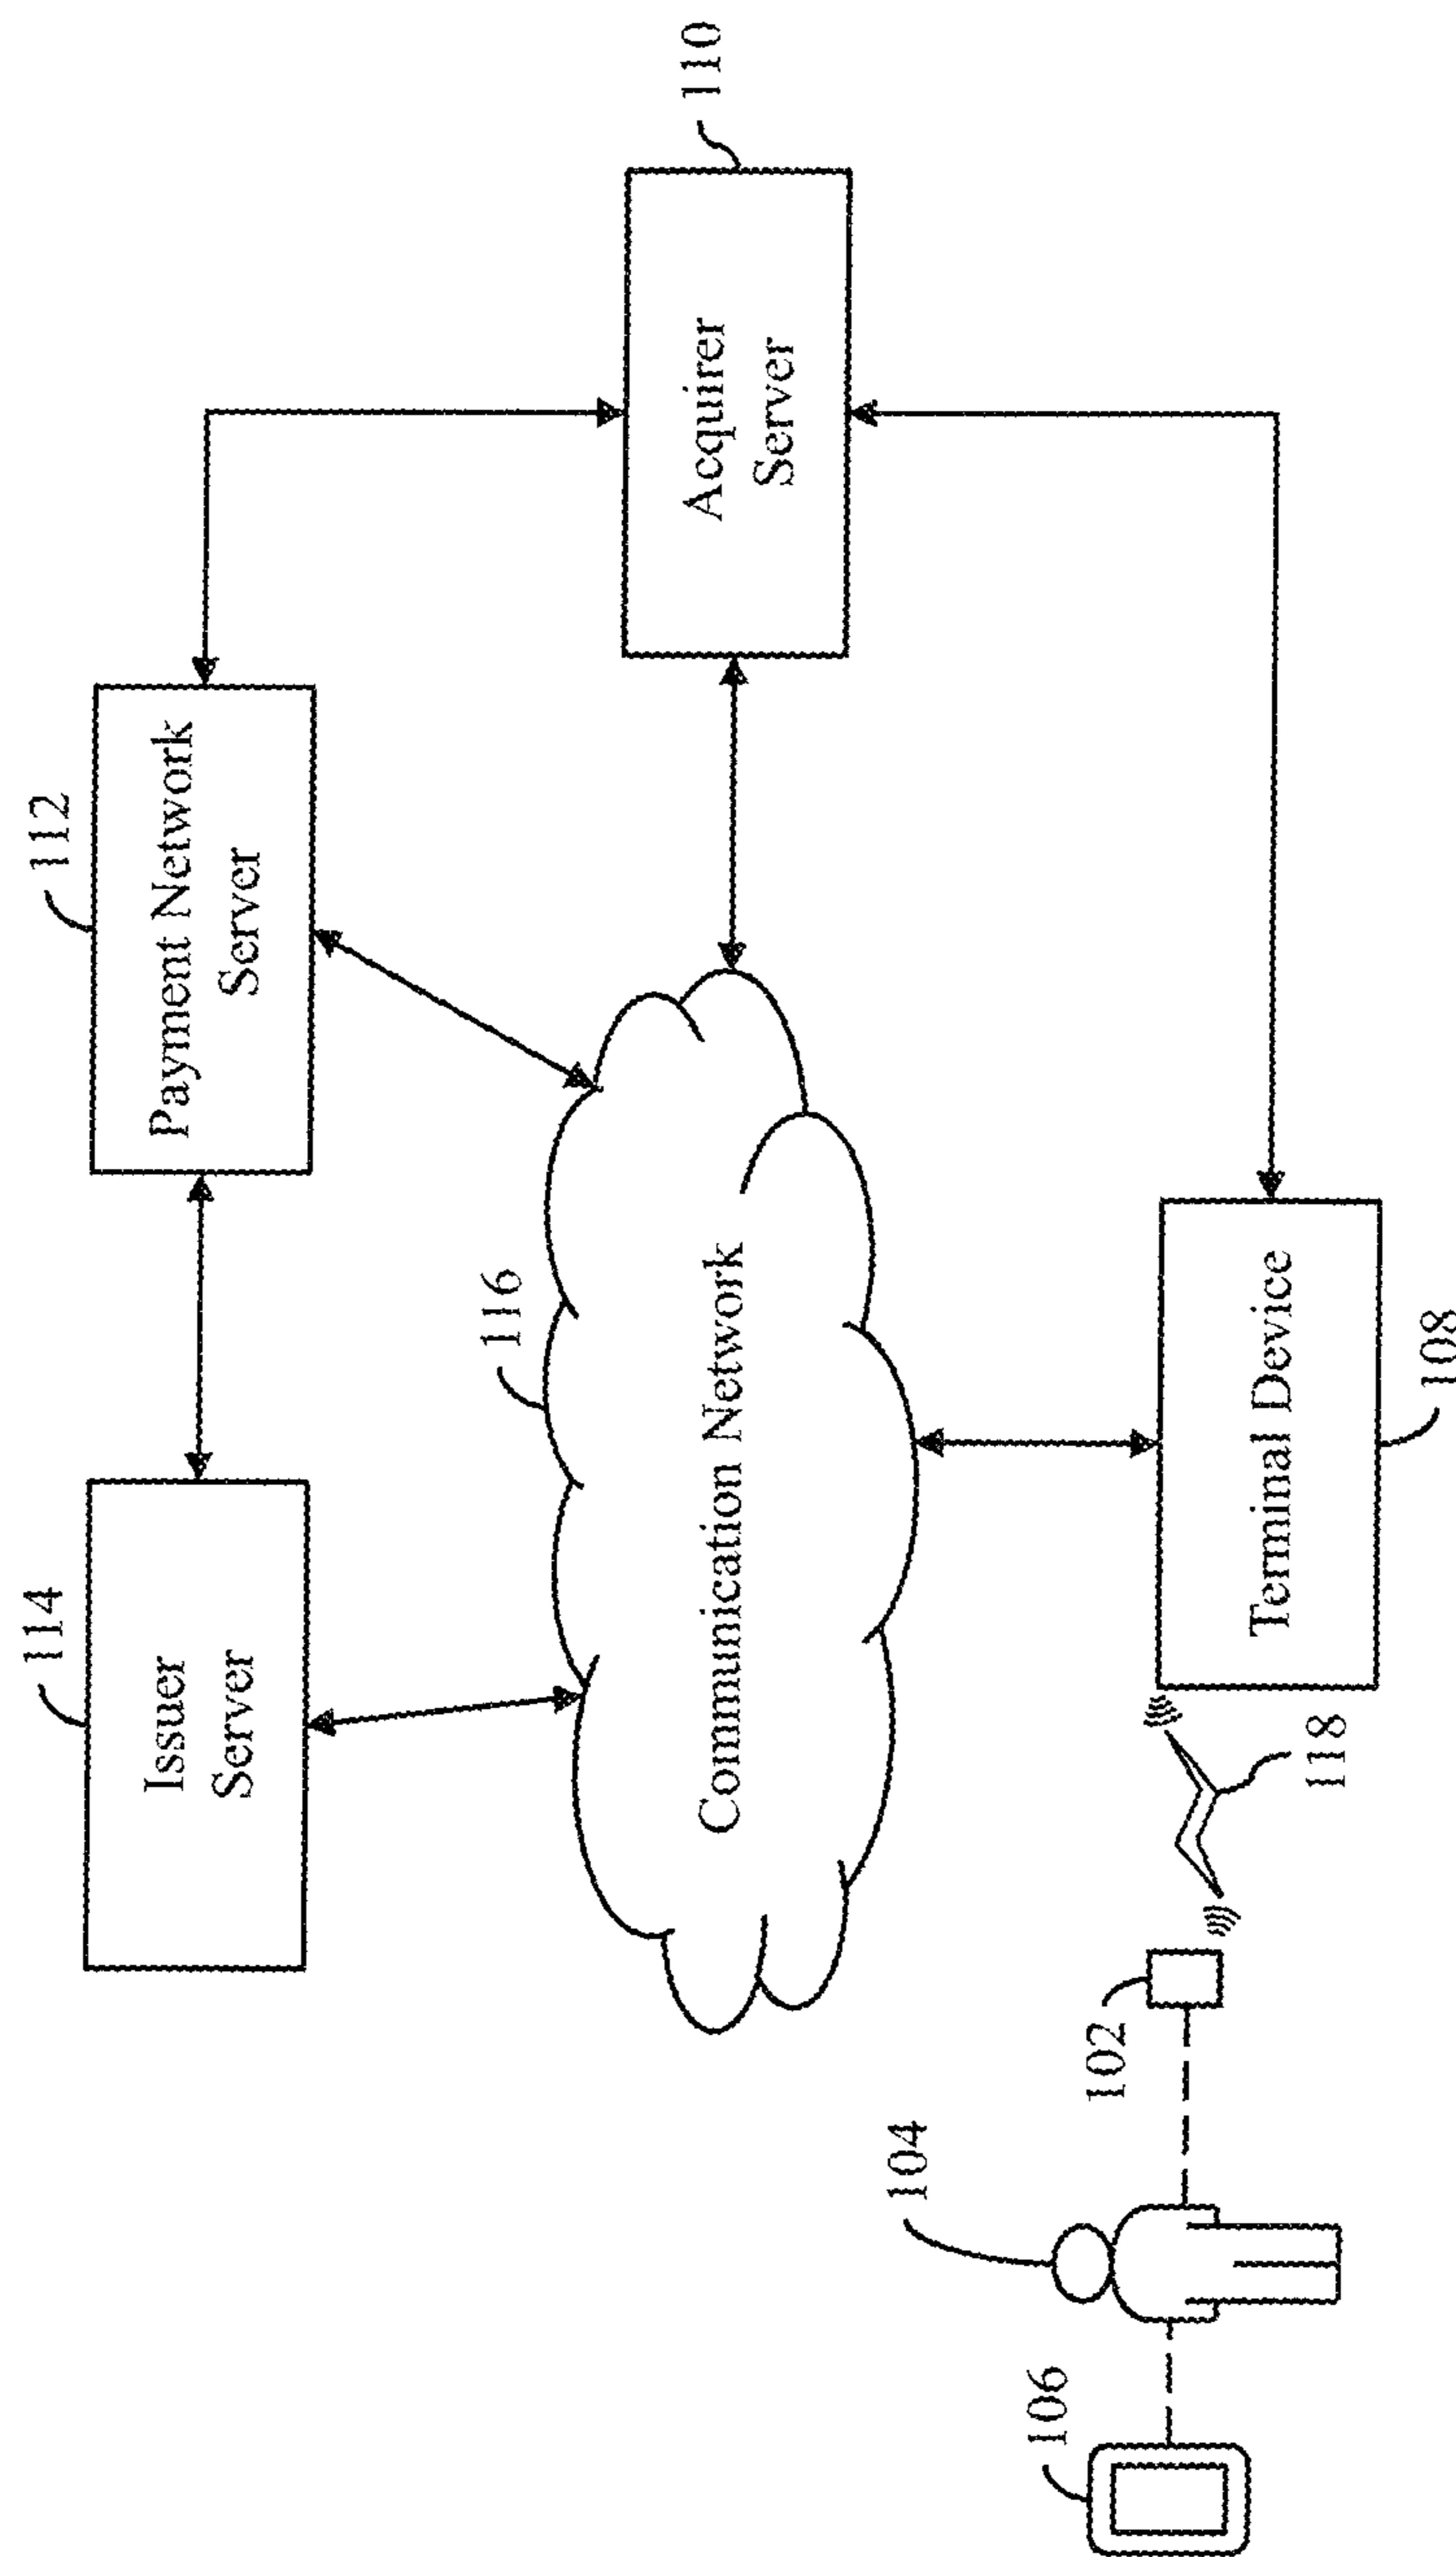 114
Issuer
Server
112
Payment Network
Server
110
Acquirer
Server
116
Communication Network
106
104
102
118
Terminal Device
108